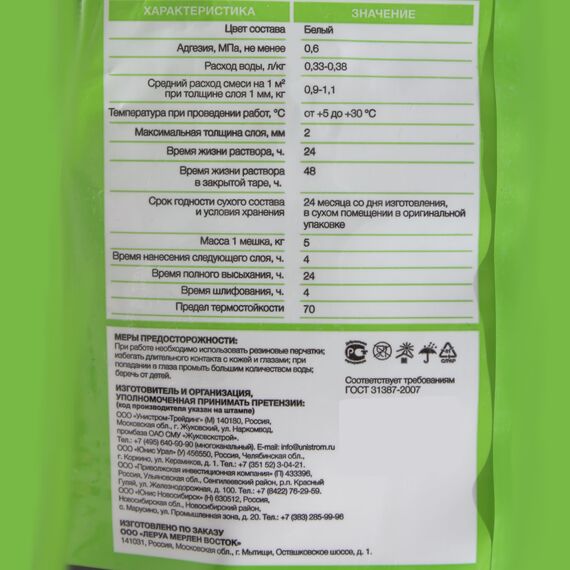 ХАРАКТЕРИСТИКА ЗНАЧЕНИЕ
Цвет состава Белый
Адгезия, МПа, не менее 0,6
Расход воды, л/кг 0,33-0,38
Средний расход смеси на 1 м²
при толщине слоя 1 мм, кг 0,9-1,1
Температура при проведении работ, °С от +5 до +30 °С
Максимальная толщина слоя, мм 2
Время жизни раствора, ч. 24
Время жизни раствора
в закрытой таре, ч. 48
Срок годности сухого состава
и условия хранения
24 месяца со дня изготовления,
в сухом помещении в оригинальной
упаковке
Масса 1 мешка, кг 5
Время нанесения следующего слоя, ч. 4
Время полного высыхания, ч. 24
Время шлифования, ч. 4
Предел термостойкости 70
МЕРЫ ПРЕДОСТОРОЖНОСТИ:
При работе необходимо использовать резиновые перчатки;
избегать длительного контакта с кожей и глазами; при
попадании в глаза промыть большим количеством воды;
беречь от детей.
Соответствует требованиям
ГОСТ 31387-2007
ИЗГОТОВИТЕЛЬ И ОРГАНИЗАЦИЯ,
УПОЛНОМОЧЕННАЯ ПРИНИМАТЬ ПРЕТЕНЗИИ:
(код производителя указан на штампе)
ООО «Унистром-Трейдинг» (М) 140180, Россия,
Московская обл., г. Жуковский, ул. Наркомвод,
промбаза ОАО СМУ «Жуковскстрой».
Тел.: +7 (495) 640-90-90 (многоканальный). E-mail: info@unistrom.ru
ООО «Юнис Урал» (У) 456550, Россия, Челябинская обл.,
г. Коркино, ул. Керамиков, д. 1. Тел.: +7 (351 52) 3-04-21.
ООО «Приволжская инвестиционная компания» (П) 433396,
Россия, Ульяновская обл., Сенгилеевский район, р.п. Красный
Гуляй, ул. Железнодорожная, д. 100. Тел.: +7 (8422) 76-29-59.
ООО «Юнис Новосибирск» (Н) 630512, Россия,
Новосибирская обл., Новосибирский район,
с. Марусино, ул. Промышленная зона, д. 20. Тел.: +7 (383) 285-99-96
ИЗГОТОВЛЕНО ПО ЗАКАЗУ
ООО «ЛЕРУА МЕРЛЕН ВОСТОК»
141031, Россия, Московская обл., г. Мытищи, Осташковское шоссе, д. 1.